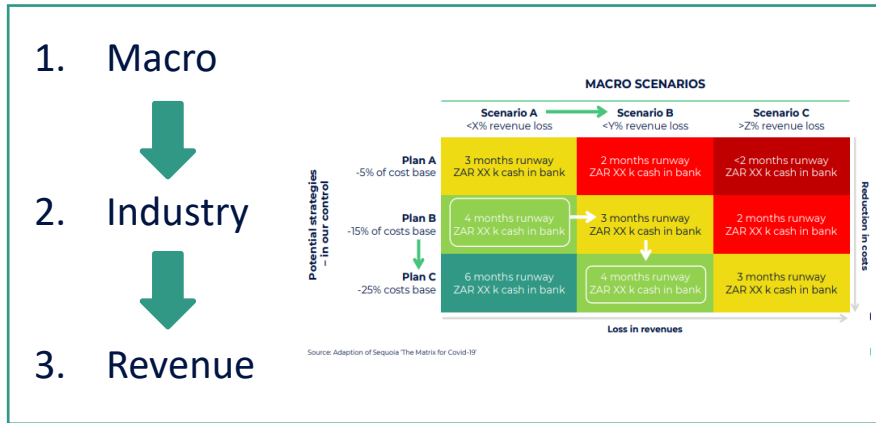 1. Macro
2. Industry
3. Revenue
MACRO SCENARIOS
Scenario A
<X% revenue loss
Scenario B
<Y% revenue loss
Scenario C
>Z% revenue loss
Potential strategies
– in our control
Plan A
-5% of cost base
3 months runway
ZAR XX k cash in bank
2 months runway
ZAR XX k cash in bank
<2 months runway
ZAR XX k cash in bank
Plan B
-15% of costs base
4 months runway
ZAR XX k cash in bank
3 months runway
ZAR XX k cash in bank
2 months runway
ZAR XX k cash in bank
Plan C
-25% costs base
6 months runway
ZAR XX k cash in bank
4 months runway
ZAR XX k cash in bank
3 months runway
ZAR XX k cash in bank
Reduction in costs
Loss in revenues
Source: Adaption of Sequoia 'The Matrix for Covid-19'